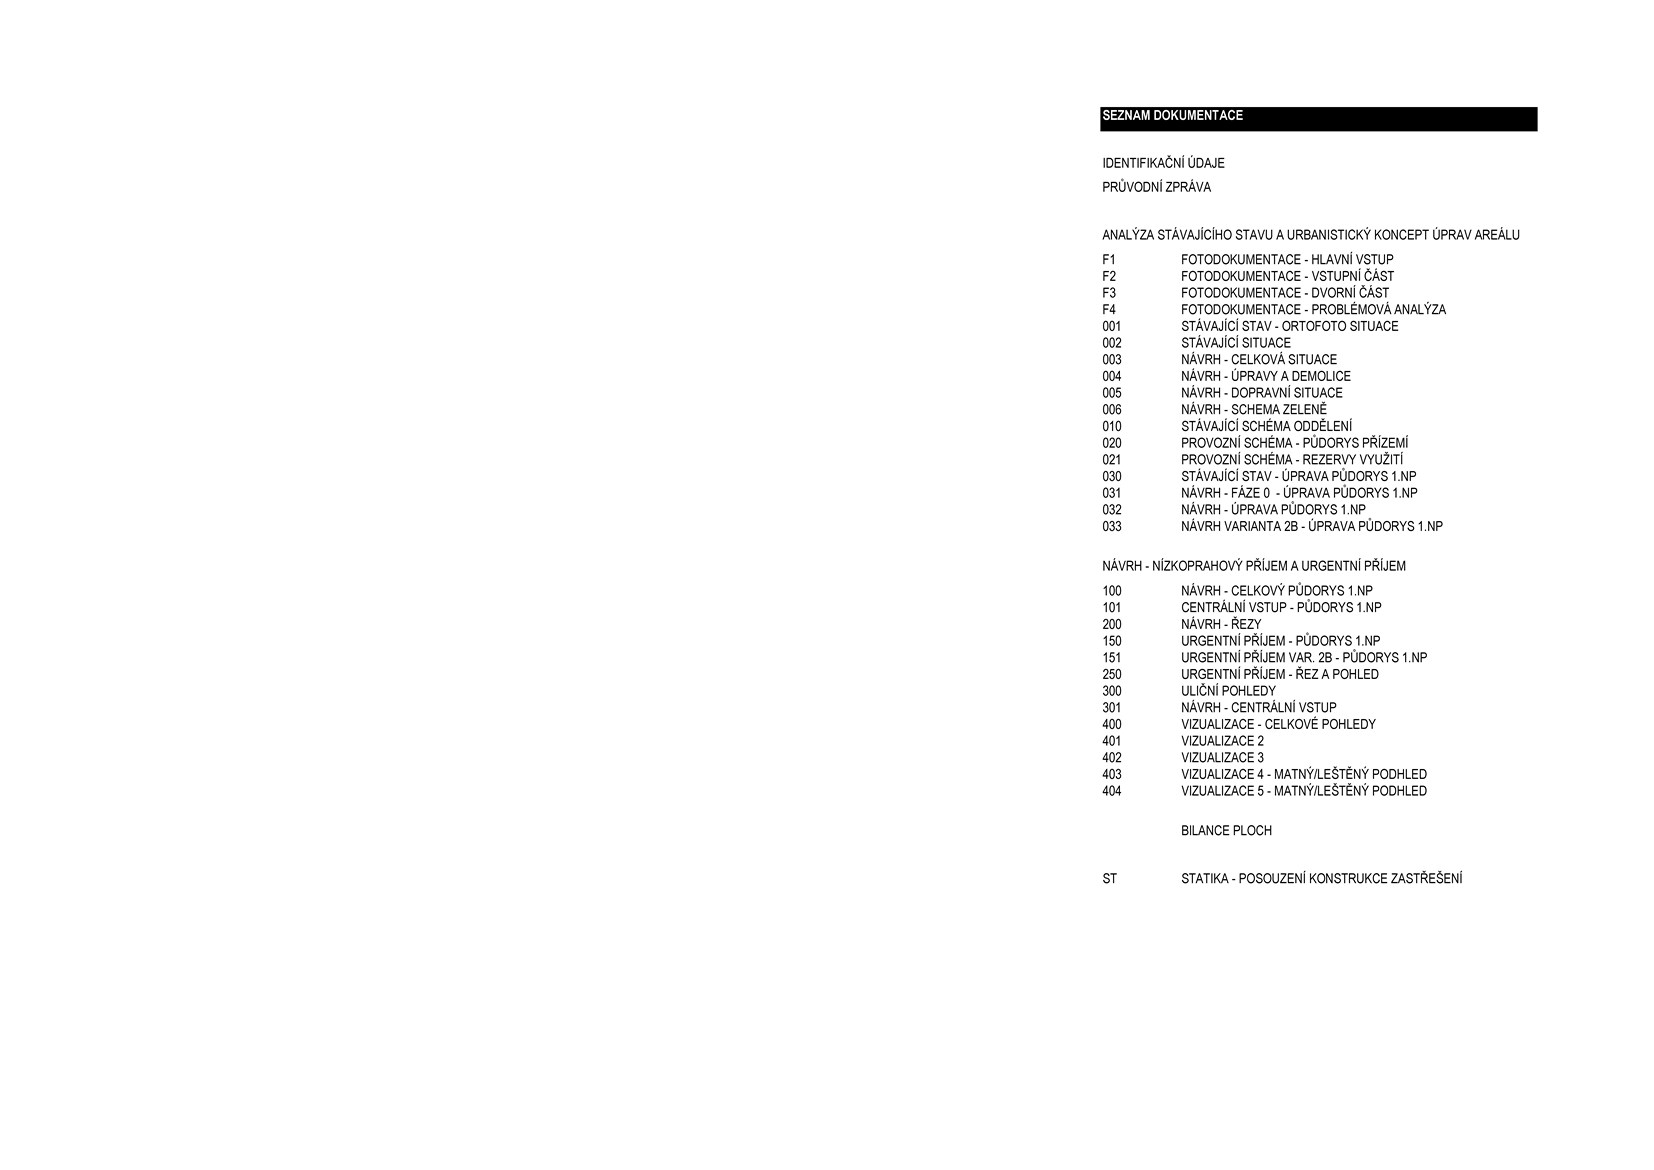 SEZNAM DOKUMENTACE
IDENTIFIKAČNÍ ÚDAJE
PRŮVODNÍ ZPRÁVA
ANALÝZA STÁVAJÍCÍHO STAVU A URBANISTICKÝ KONCEPT ÚPRAV AREÁLU
F1 FOTODOKUMENTACE - HLAVNÍ VSTUP
F2 FOTODOKUMENTACE - VSTUPNÍ ČÁST
F3 FOTODOKUMENTACE - DVORNÍ ČÁST
F4 FOTODOKUMENTACE - PROBLÉMOVÁ ANALÝZA
001 STÁVAJÍCÍ STAV - ORTOFOTO SITUACE
002 STÁVAJÍCÍ SITUACE
003 NÁVRH - CELKOVÁ SITUACE
004 NÁVRH - ÚPRAVY A DEMOLICE
005 NÁVRH - DOPRAVNÍ SITUACE
006 NÁVRH - SCHEMA ZELENĚ
010 STÁVAJÍCÍ SCHÉMA ODDĚLENÍ
020 PROVOZNÍ SCHÉMA - PŮDORYS PŘÍZEMÍ
021 PROVOZNÍ SCHÉMA - REZERVY VYUŽITÍ
030 STÁVAJÍCÍ STAV - ÚPRAVA PŮDORYS 1.NP
031 NÁVRH - FÁZE 0 - ÚPRAVA PŮDORYS 1.NP
032 NÁVRH - ÚPRAVA PŮDORYS 1.NP
033 NÁVRH VARIANTA 2B - ÚPRAVA PŮDORYS 1.NP
NÁVRH - NÍZKOPRAHOVÝ PŘÍJEM A URGENTNÍ PŘÍJEM
100 NÁVRH - CELKOVÝ PŮDORYS 1.NP
101 CENTRÁLNÍ VSTUP - PŮDORYS 1.NP
200 NÁVRH - ŘEZY
150 URGENTNÍ PŘÍJEM - PŮDORYS 1.NP
151 URGENTNÍ PŘÍJEM VAR. 2B - PŮDORYS 1.NP
250 URGENTNÍ PŘÍJEM - ŘEZ A POHLED
300 ULIČNÍ POHLEDY
301 NÁVRH - CENTRÁLNÍ VSTUP
400 VIZUALIZACE - CELKOVÉ POHLEDY
401 VIZUALIZACE 2
402 VIZUALIZACE 3
403 VIZUALIZACE 4 - MATNÝ/LEŠTĚNÝ PODHLED
404 VIZUALIZACE 5 - MATNÝ/LEŠTĚNÝ PODHLED
BILANCE PLOCH
ST STATIKA - POSOUZENÍ KONSTRUKCE ZASTŘEŠENÍ